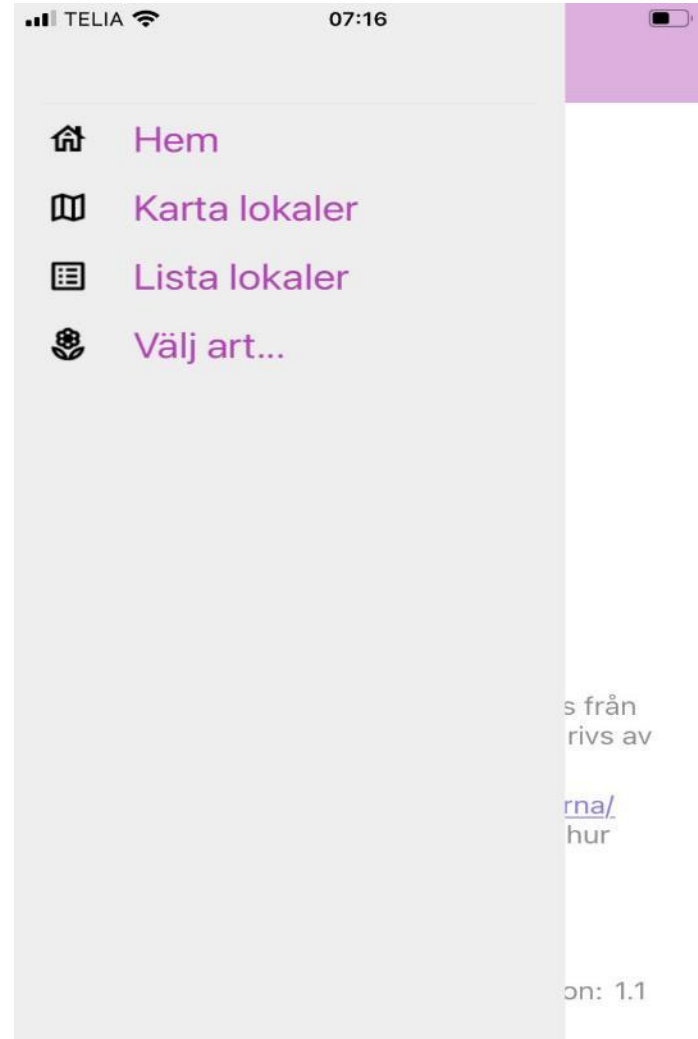 TELIA 07:16
Hem
Karta lokaler
Lista lokaler
Välj art...
s från
rivs av
rna/
hur
on: 1.1